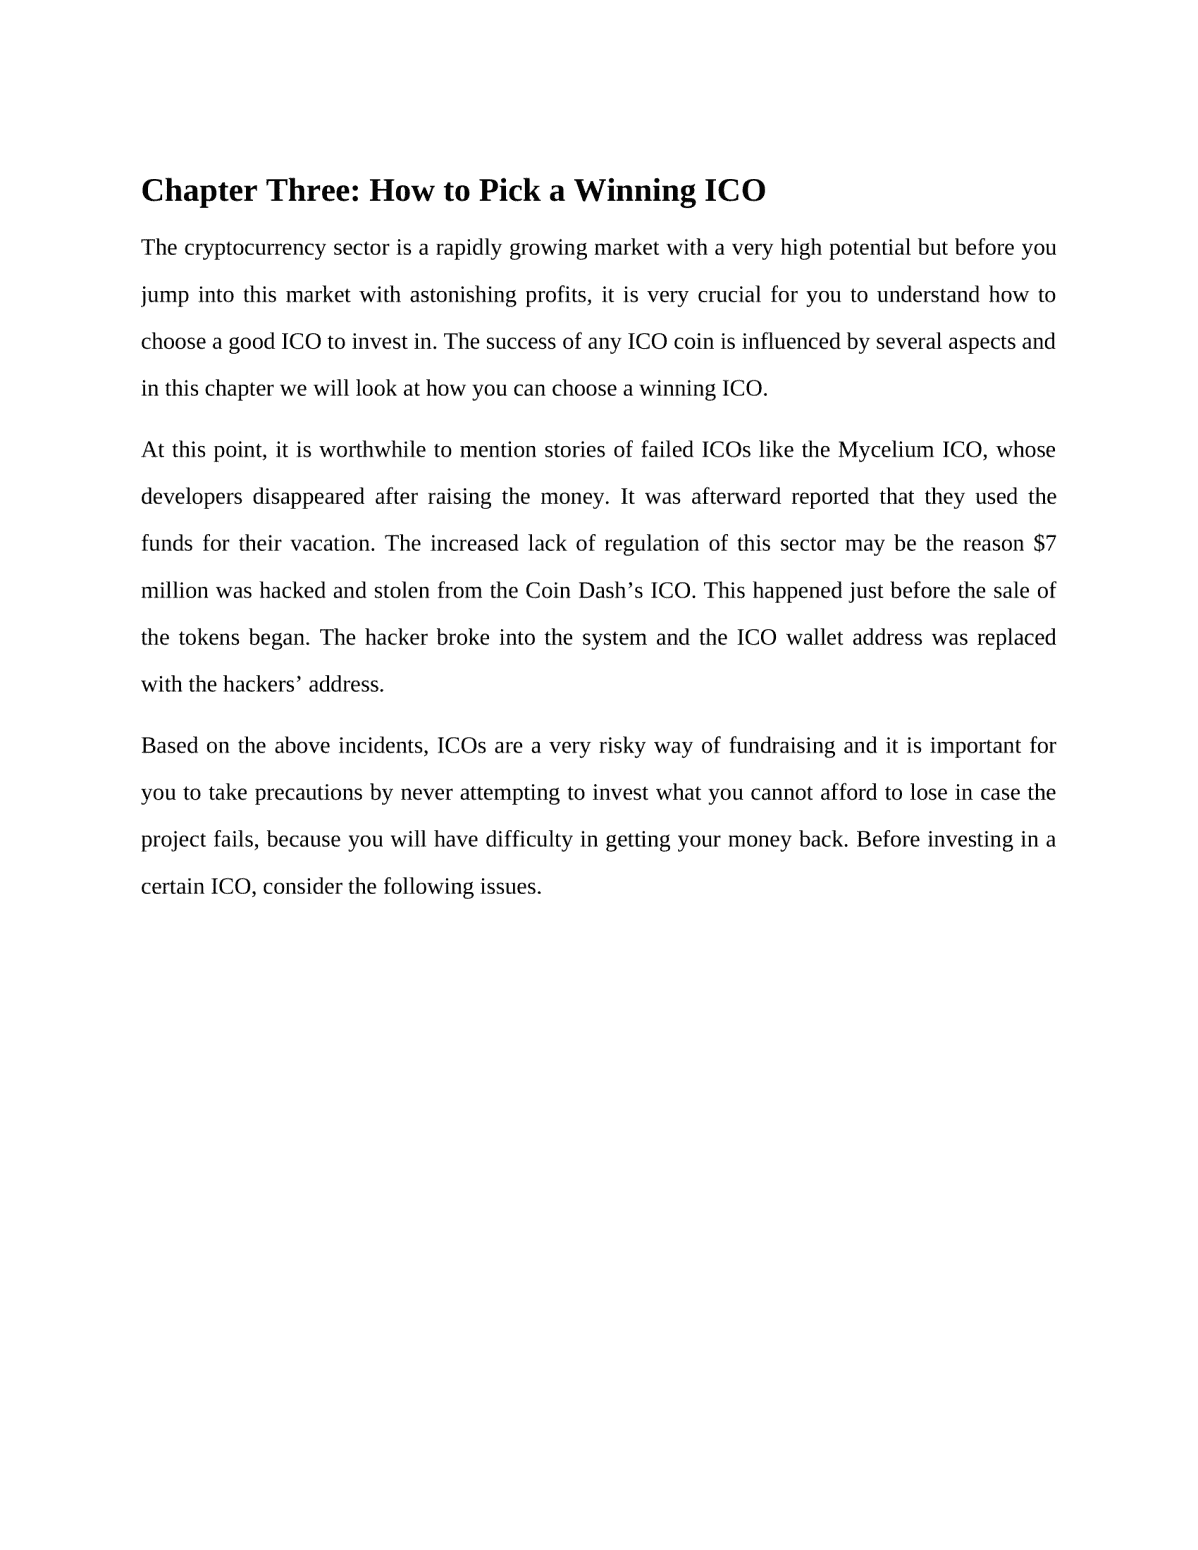 Chapter Three: How to Pick a Winning ICO
The cryptocurrency sector is a rapidly growing market with a very high potential but before you
jump into this market with astonishing profits, it is very crucial for you to understand how to
choose a good ICO to invest in. The success of any ICO coin is influenced by several aspects and
in this chapter we will look at how you can choose a winning ICO.
At this point, it is worthwhile to mention stories of failed ICOs like the Mycelium ICO, whose
developers disappeared after raising the money. It was afterward reported that they used the
funds for their vacation. The increased lack of regulation of this sector may be the reason $7
million was hacked and stolen from the Coin Dash’s ICO. This happened just before the sale of
the tokens began. The hacker broke into the system and the ICO wallet address was replaced
with the hackers’ address.
Based on the above incidents, ICOs are a very risky way of fundraising and it is important for
you to take precautions by never attempting to invest what you cannot afford to lose in case the
project fails, because you will have difficulty in getting your money back. Before investing in a
certain ICO, consider the following issues.